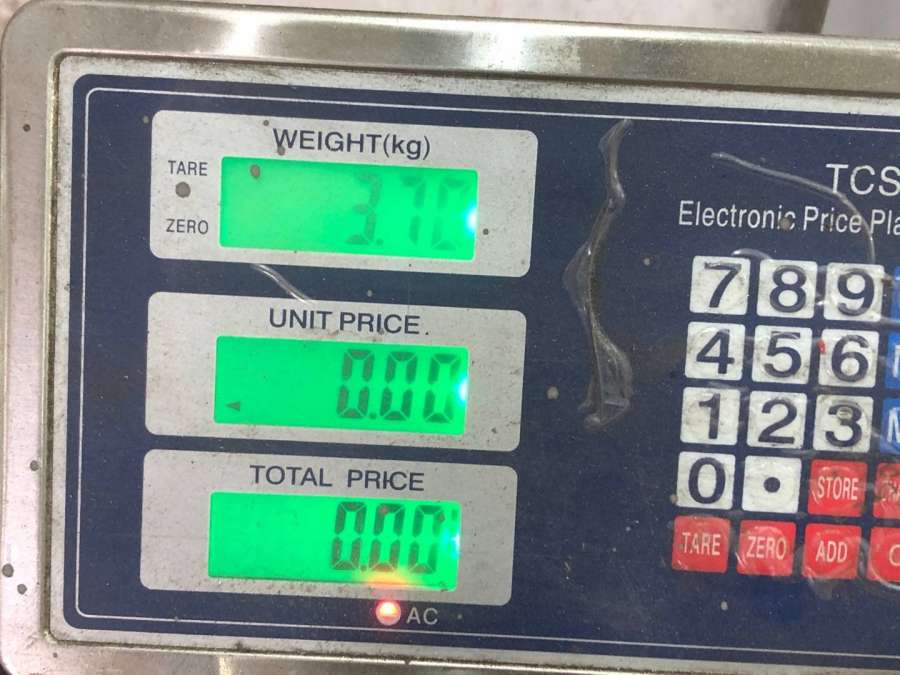 WEIGHT(kg)
TARE
3.70
ZERO
UNIT PRICE
0.00
TOTAL PRICE
0.00
AC
TCS
Electronic Price Pla
7 8 9
4 5 6
1 2 3
0 . STORE
TARE ZERO ADD